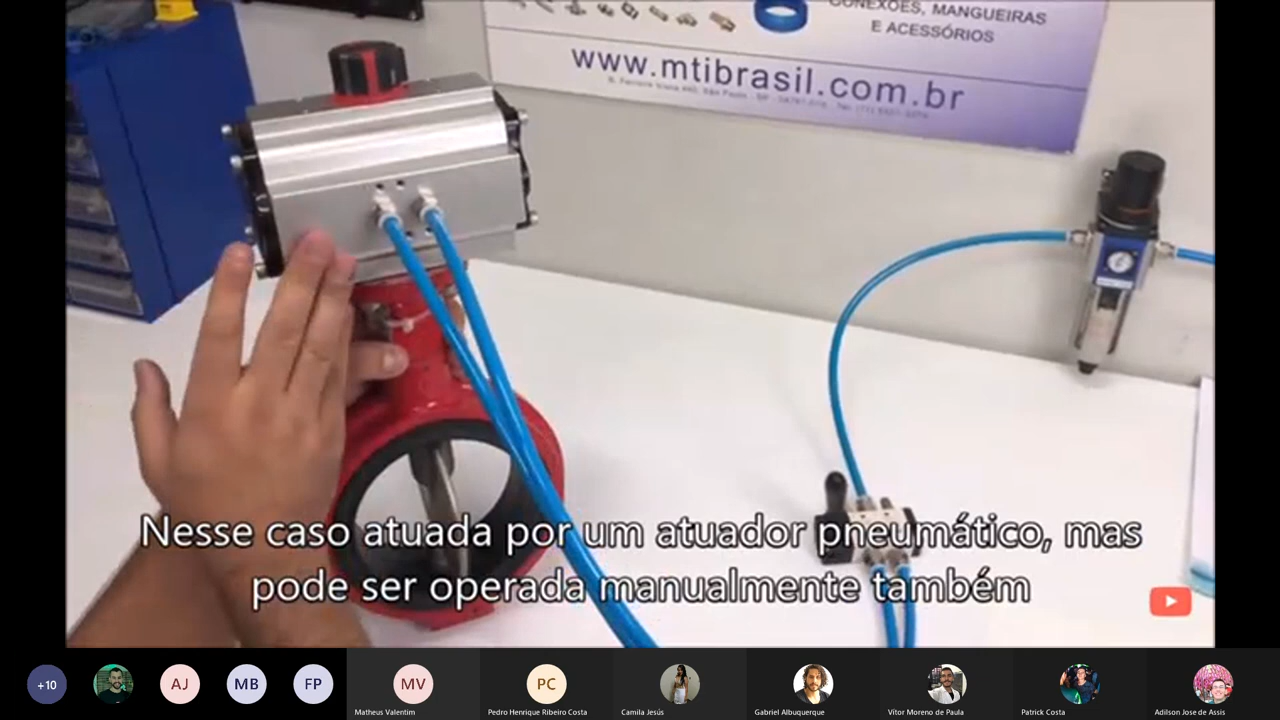 CONEXÕES, MANGUEIRAS
E ACESSÓRIOS
www.mtibrasil.com.br
Nesse caso atuada por um atuador pneumático, mas
pode ser operada manualmente também
+10
AJ
MB
FP
MV
PC
Matheus Valentim
Pedro Henrique Ribeiro Costa
Camila Jesús
Gabriel Albuquerque
Vítor Moreno de Paula
Patrick Costa
Adilson Jose de Assis